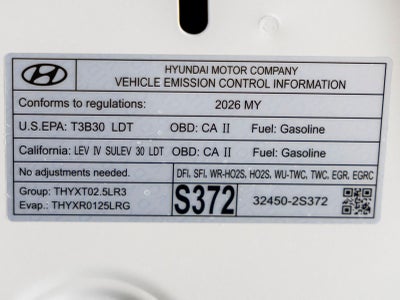 HYUNDAI MOTOR COMPANY
VEHICLE EMISSION CONTROL INFORMATION
Conforms to regulations: 2026 MY
U.S.EPA: T3B30 LDT OBD: CA II Fuel: Gasoline
California: LEV IV SULEV 30 LDT OBD: CA II Fuel: Gasoline
No adjustments needed. DFI, SFI, WR-HO2S, HO2S, WU-TWC, TWC, EGR, EGRC
Group: THYXT02.5LR3
Evap.: THYXR0125LRG
S372
32450-2S372